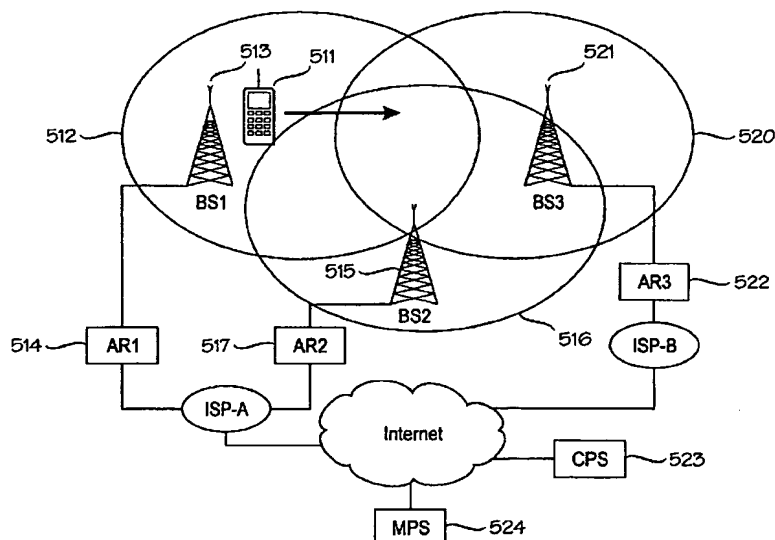 513
511
521
512
520
BS1
BS3
515
BS2
AR3
522
516
514
AR1
517
AR2
ISP-B
ISP-A
Internet
CPS
523
MPS
524